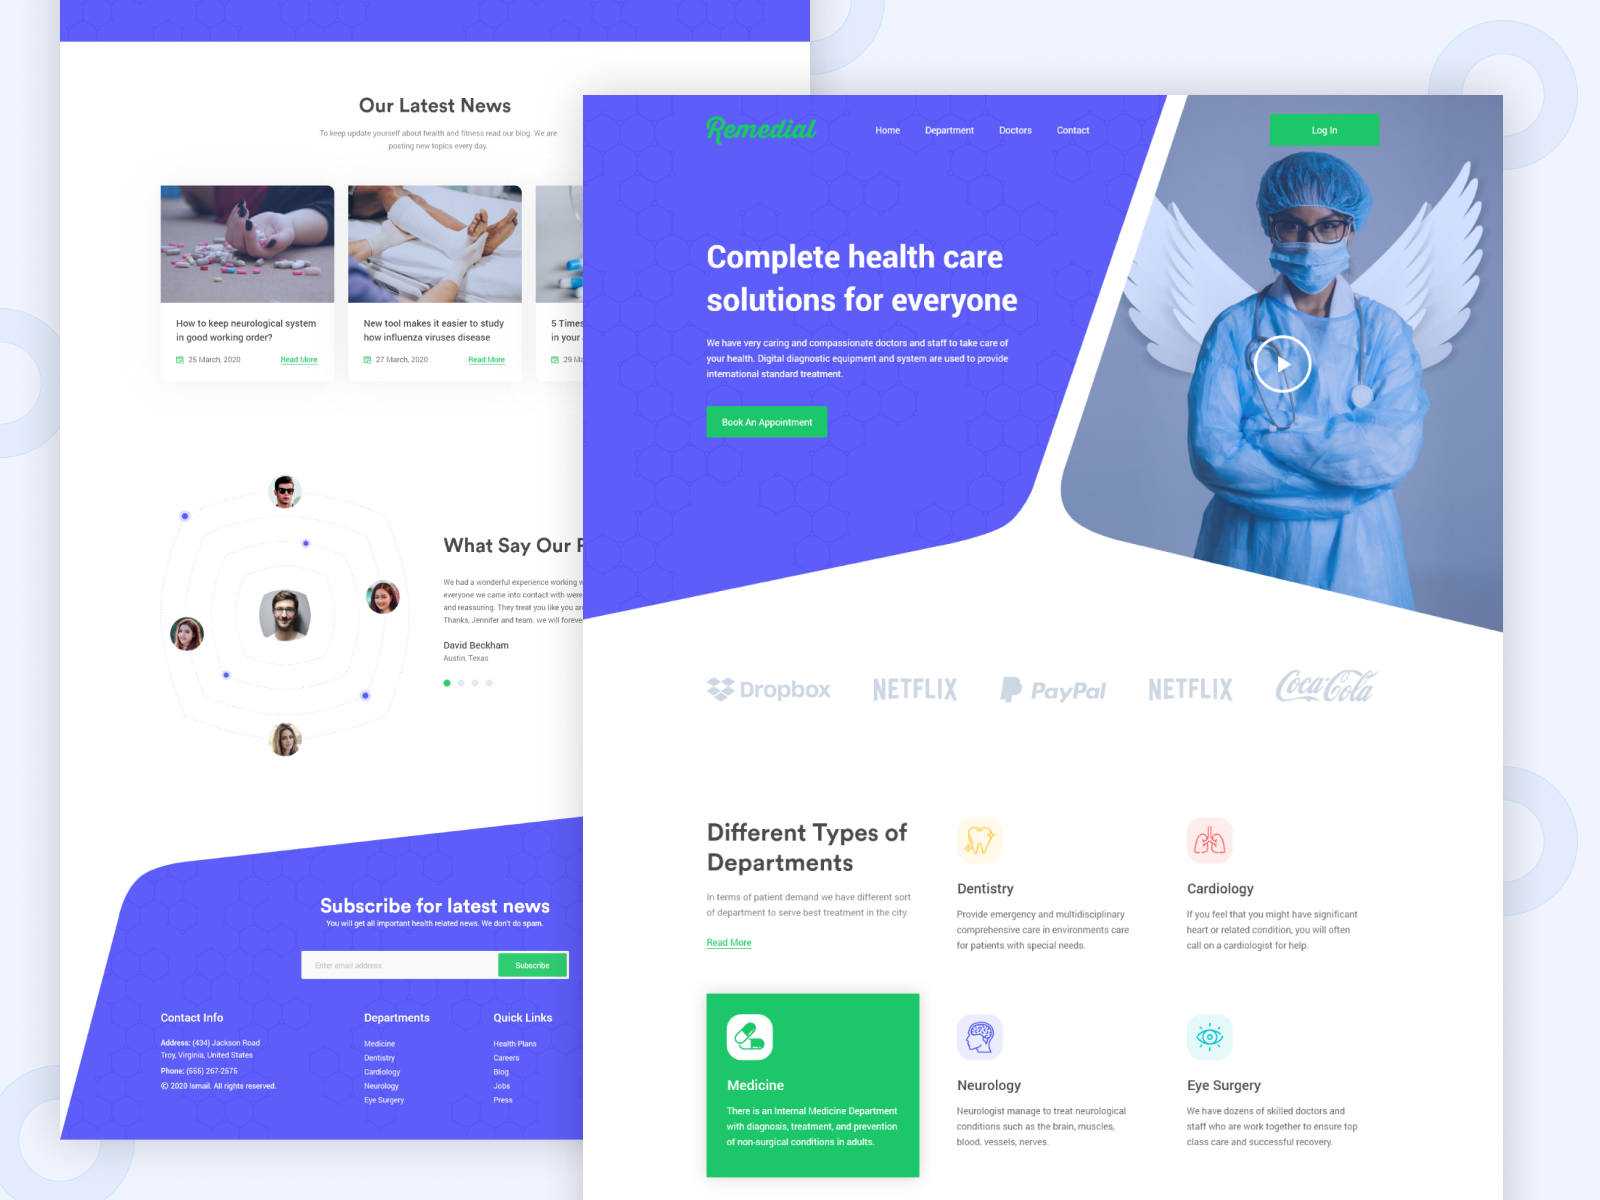 Our Latest News
To keep update yourself about health and fitness read our blog. We are
posting new topics every day.
How to keep neurological system
in good working order?
25 March, 2020
Read More
New tool makes it easier to study
how influenza viruses disease
27 March, 2020
Read More
5 Times
in your
29 Ma
What Say Our
We had a wonderful experience working
everyone we came into contact with were
and reassuring. They treat you like you
Thanks, Jennifer and team. we will
David Beckham
Austin, Texas
Subscribe for latest news
You will get all important health related news. We don't do spam.
Enter email address
Subscribe
Contact Info
Address: (434) Jackson Road
Troy, Virginia, United States
Phone: (555) 267-2575
© 2020 Ismail. All rights reserved.
Departments
Medicine
Dentistry
Cardiology
Neurology
Eye Surgery
Quick Links
Health Plans
Careers
Blog
Jobs
Press
Remedial
Home
Department
Doctors
Contact
Log In
Complete health care
solutions for everyone
We have very caring and compassionate doctors and staff to take care of
your health. Digital diagnostic equipment and system are used to provide
international standard treatment.
Book An Appointment
Dropbox
NETFLIX
PayPal
NETFLIX
Coca-Cola
Different Types of
Departments
In terms of patient demand we have different sort
of department to serve best treatment in the city.
Read More
Dentistry
Provide emergency and multidisciplinary
comprehensive care in environments care
for patients with special needs.
Cardiology
If you feel that you might have significant
heart or related condition, you will often
call on a cardiologist for help.
Medicine
There is an Internal Medicine Department
with diagnosis, treatment, and prevention
of non-surgical conditions in adults.
Neurology
Neurologist manage to treat neurological
conditions such as the brain, muscles,
blood, vessels, nerves.
Eye Surgery
We have dozens of skilled doctors and
staff who are work together to ensure top
class care and successful recovery.